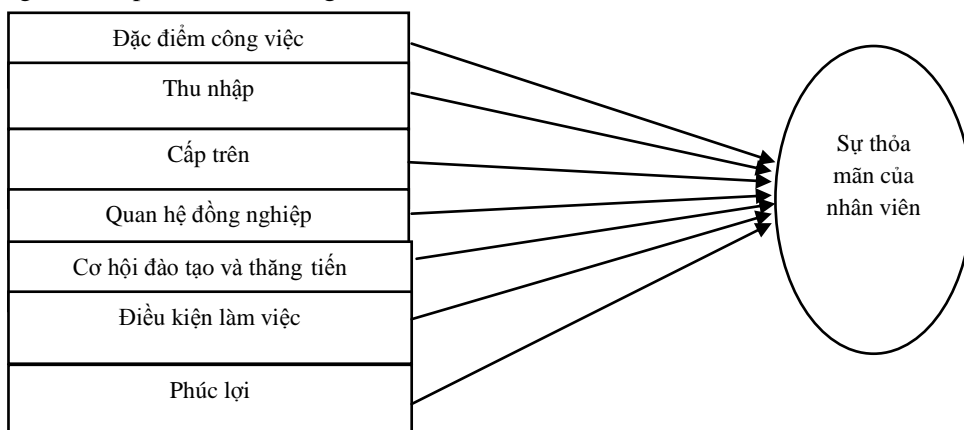 Đặc điểm công việc
Thu nhập
Cấp trên
Quan hệ đồng nghiệp
Cơ hội đào tạo và thăng tiến
Điều kiện làm việc
Phúc lợi
Sự thỏa
mãn của
nhân viên